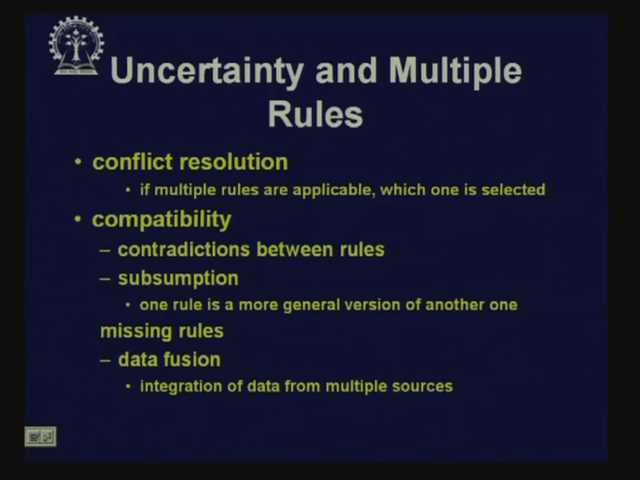 Uncertainty and Multiple
Rules
• conflict resolution
• if multiple rules are applicable, which one is selected
• compatibility
– contradictions between rules
– subsumption
• one rule is a more general version of another one
missing rules
– data fusion
• integration of data from multiple sources